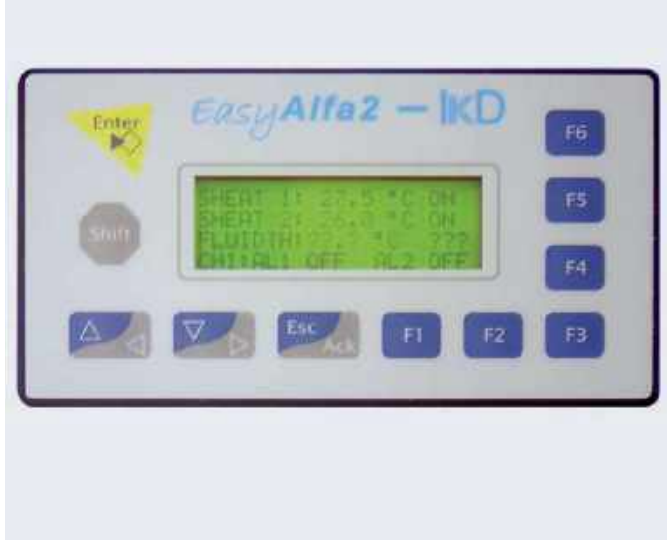 EasyAlfa2 – IKD
Enter
F6
Shift
SHEAT 1: 27.5 °C ON
SHEAT 2: 26.0 °C ON
FLUIDTH: °C ???
CH1:AL1 OFF AL2 OFF
F5
F4
Esc
Ack
F1
F2
F3